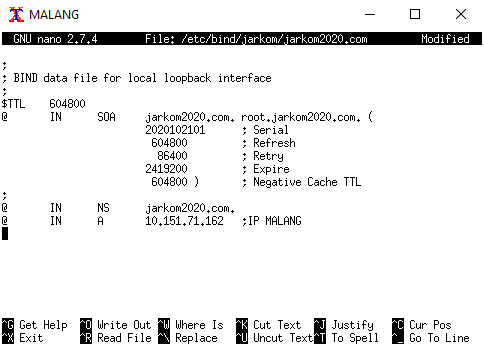 MALANG
GNU nano 2.7.4 File: /etc/bind/jarkom/jarkom2020.com Modified
;
; BIND data file for local loopback interface
;
$TTL 604800
@ IN SOA jarkom2020.com. root.jarkom2020.com. (
2020102101 ; Serial
604800 ; Refresh
86400 ; Retry
2419200 ; Expire
604800 ) ; Negative Cache TTL
;
@ IN NS jarkom2020.com.
@ IN A 10.151.71.162 ;IP MALANG
^G Get Help ^O Write Out ^W Where Is ^K Cut Text ^J Justify ^C Cur Pos
^X Exit ^R Read File ^\ Replace ^U Uncut Text ^T To Spell ^_ Go To Line